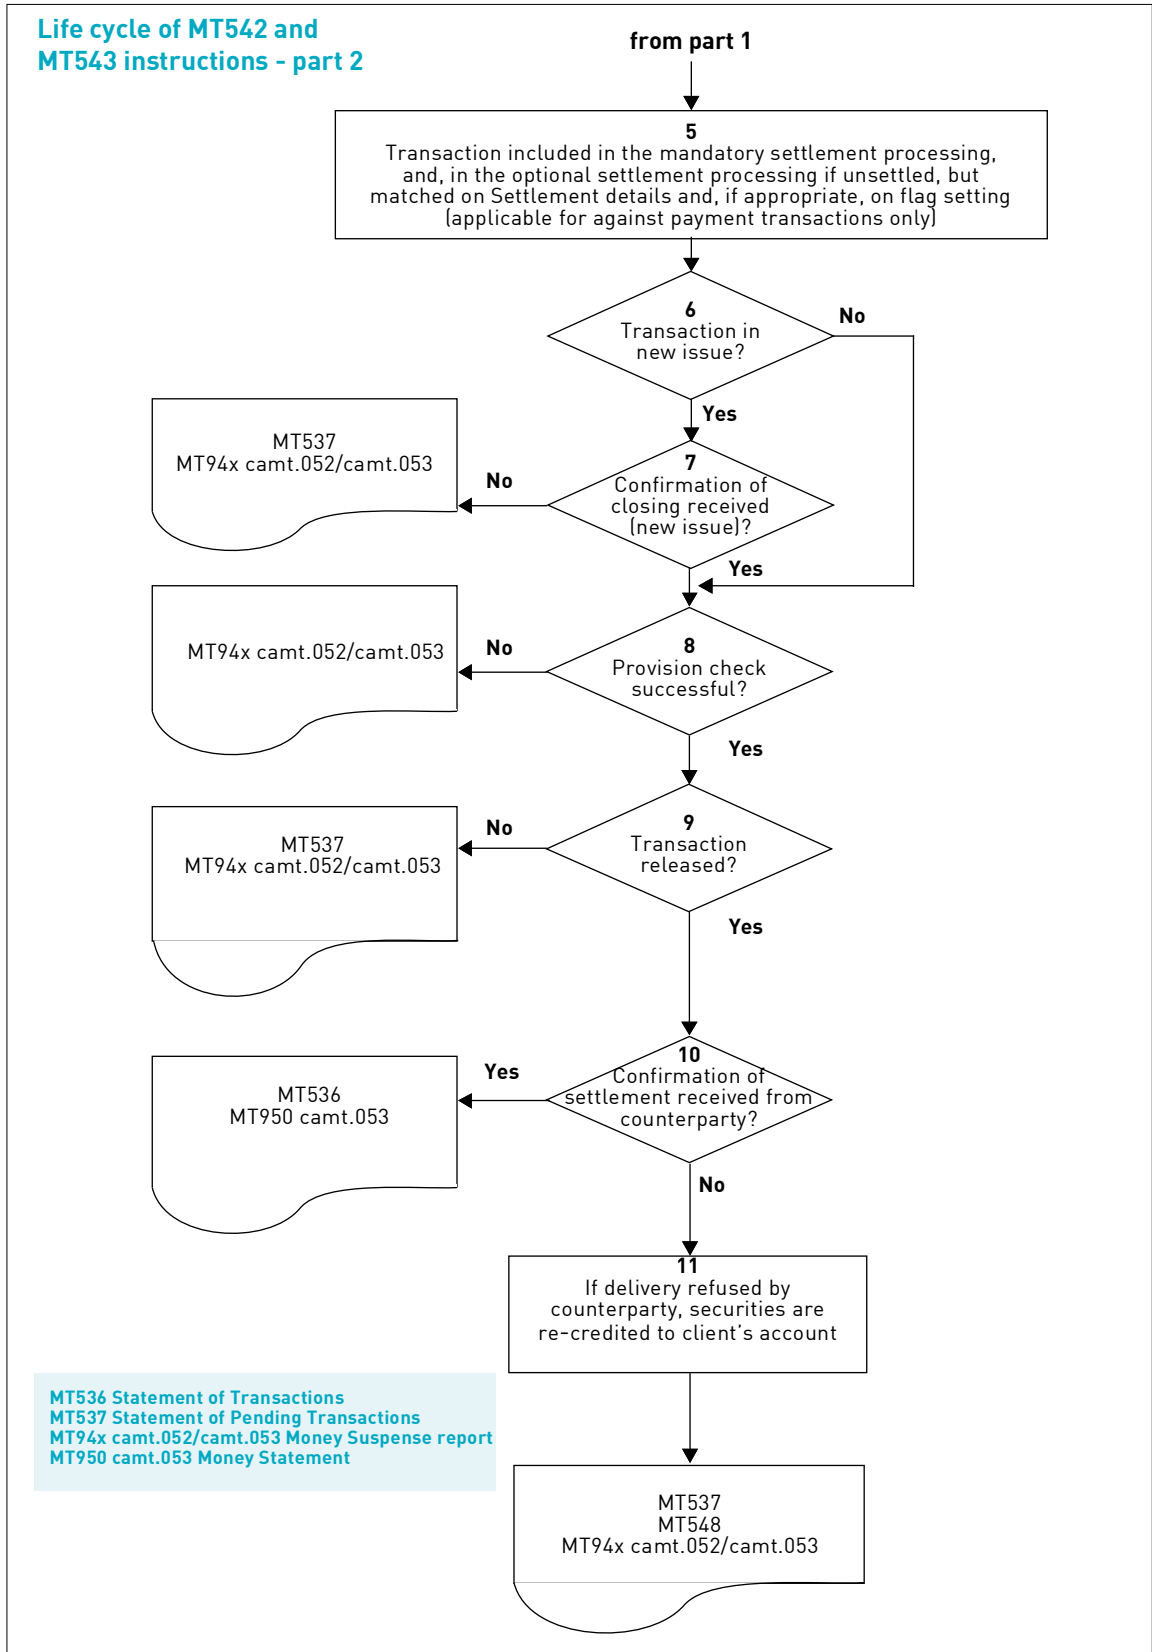 Life cycle of MT542 and
MT543 instructions - part 2
from part 1
5
Transaction included in the mandatory settlement processing,
and, in the optional settlement processing if unsettled, but
matched on Settlement details and, if appropriate, on flag setting
(applicable for against payment transactions only)
6
Transaction in
new issue?
No
Yes
MT537
MT94x camt.052/camt.053
No
7
Confirmation of
closing received
(new issue)?
Yes
MT94x camt.052/camt.053
No
8
Provision check
successful?
Yes
MT537
MT94x camt.052/camt.053
No
9
Transaction
released?
Yes
MT536
MT950 camt.053
Yes
10
Confirmation of
settlement received from
counterparty?
No
11
If delivery refused by
counterparty, securities are
re-credited to client's account
MT536 Statement of Transactions
MT537 Statement of Pending Transactions
MT94x camt.052/camt.053 Money Suspense report
MT950 camt.053 Money Statement
MT537
MT548
MT94x camt.052/camt.053